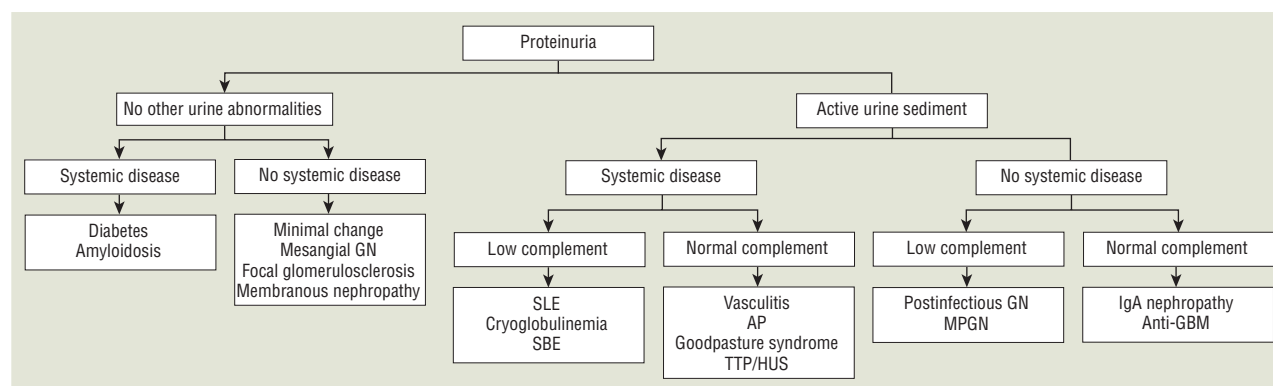 Proteinuria
No other urine abnormalities
Active urine sediment
Systemic disease
No systemic disease
Systemic disease
No systemic disease
Diabetes
Amyloidosis
Minimal change
Mesangial GN
Focal glomerulosclerosis
Membranous nephropathy
Low complement
Normal complement
Low complement
Normal complement
SLE
Cryoglobulinemia
SBE
Vasculitis
AP
Goodpasture syndrome
TTP/HUS
Postinfectious GN
MPGN
IgA nephropathy
Anti-GBM